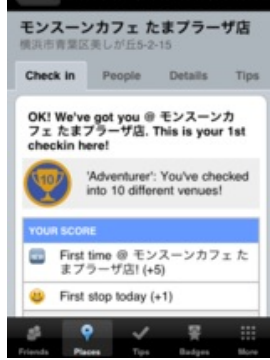 モンスーンカフェ たまプラーザ店
横浜市青葉区美しが丘5-2-15
Check in People Details Tips
OK! We've got you @ モンスーンカ
フェ たまプラーザ店. This is your 1st
checkin here!
10
'Adventurer': You've checked
into 10 different venues!
YOUR SCORE
First time @ モンスーンカフェ た
まプラーザ店! (+5)
First stop today (+1)
Friends Places Tips Badges More